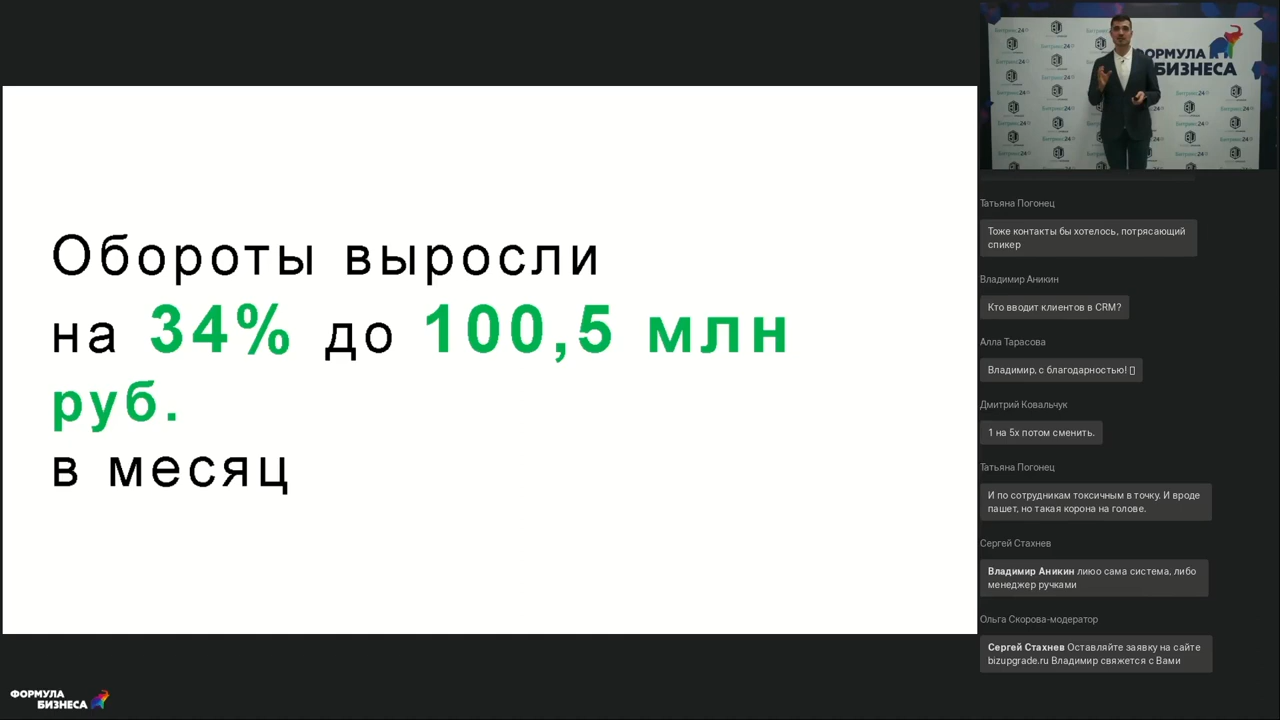 Обороты выросли
на 34% до 100,5 млн
руб.
в месяц
ФОРМУЛА
БИЗНЕСА
ФОРМУЛА
БИЗНЕСА
Битрикс24
Татьяна Погонец
Тоже контакты бы хотелось, потрясающий
спикер
Владимир Аникин
Кто вводит клиентов в CRM?
Алла Тарасова
Владимир, с благодарностью!
Дмитрий Ковальчук
1 на 5х потом сменить.
Татьяна Погонец
И по сотрудникам токсичным в точку. И вроде
пашет, но такая корона на голове.
Сергей Стахнев
Владимир Аникин лиюо сама система, либо
менеджер ручками
Ольга Скорова-модератор
Сергей Стахнев Оставляйте заявку на сайте
bizupgrade.ru Владимир свяжется с Вами